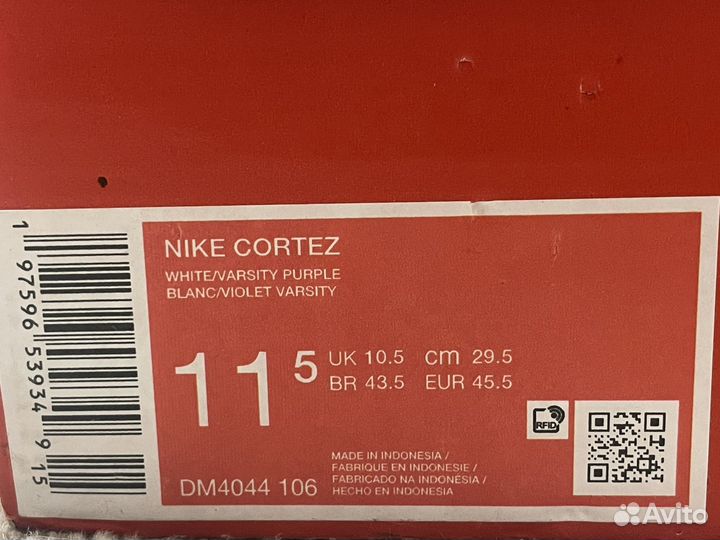 NIKE CORTEZ
WHITE/VARSITY PURPLE
BLANC/VIOLET VARSITY
11 5
UK 10.5 cm 29.5
BR 43.5 EUR 45.5
RFID
MADE IN INDONESIA /
FABRIQUE EN INDONESIE /
FABRICADO NA INDONÉSIA /
HECHO EN INDONESIA
DM4044 106
1 97596 53934 9 15
Avito